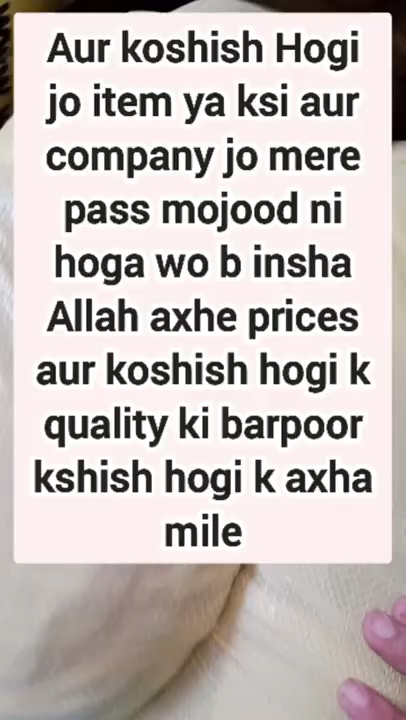 Aur koshish Hogi
jo item ya ksi aur
company jo mere
pass mojood ni
hoga wo b insha
Allah axhe prices
aur koshish hogi k
quality ki barpoor
kshish hogi k axha
mile